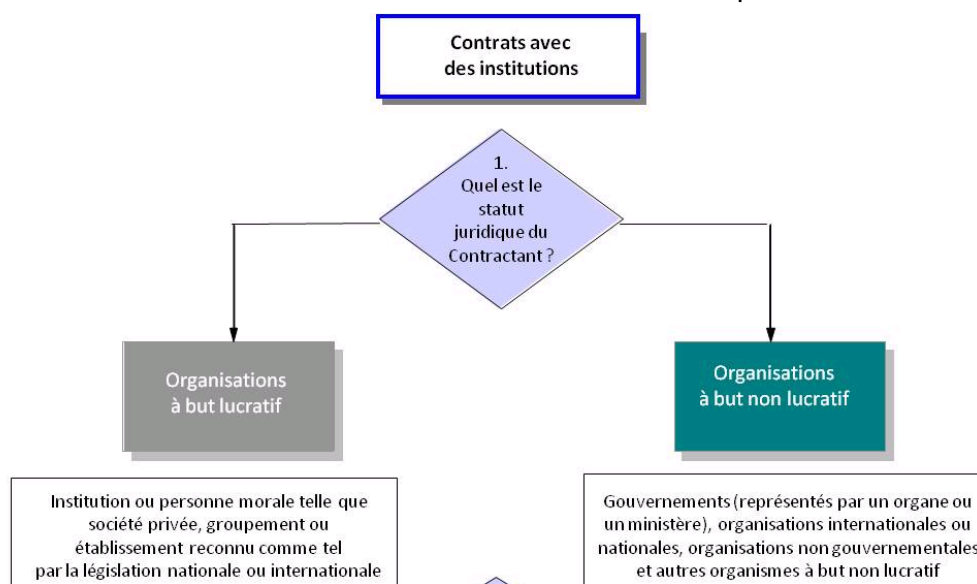 Contrats avec
des institutions
1.
Quel est le
statut
juridique du
Contractant ?
Organisations
à but lucratif
Organisations
à but non lucratif
Institution ou personne morale telle que
société privée, groupement ou
établissement reconnu comme tel
par la législation nationale ou internationale
Gouvernements (représentés par un organe ou
un ministère), organisations internationales ou
nationales, organisations non gouvernementales
et autres organismes à but non lucratif